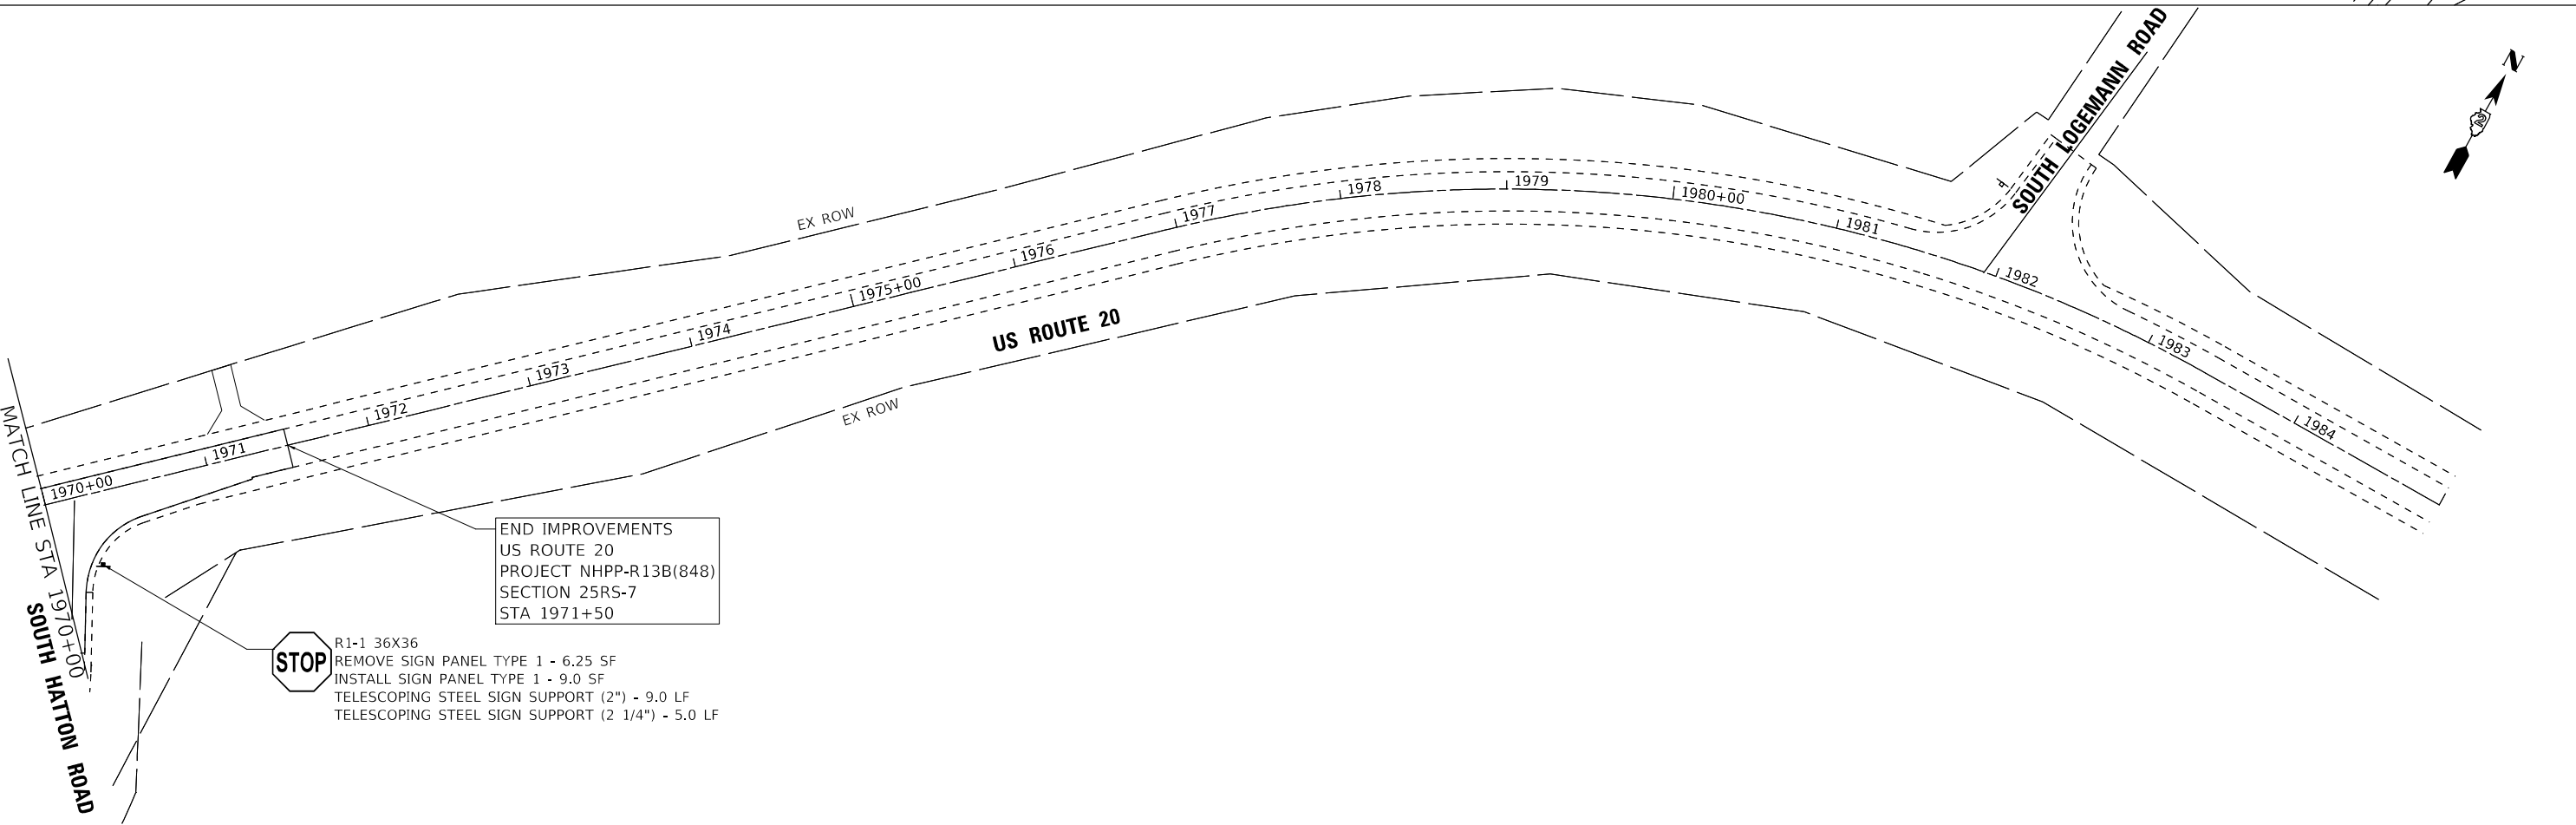 SOUTH LOGEMANN ROAD
N
2
EX ROW
1970+00
1971
1972
1973
1974
1975+00
1976
1977
1978
1979
1980+00
1981
1982
1983
1984
US ROUTE 20
EX ROW
MATCH LINE STA 1970+00
SOUTH HATTON ROAD
END IMPROVEMENTS
US ROUTE 20
PROJECT NHPP-R13B(848)
SECTION 25RS-7
STA 1971+50
STOP
R1-1 36X36
REMOVE SIGN PANEL TYPE 1 - 6.25 SF
INSTALL SIGN PANEL TYPE 1 - 9.0 SF
TELESCOPING STEEL SIGN SUPPORT (2") - 9.0 LF
TELESCOPING STEEL SIGN SUPPORT (2 1/4") - 5.0 LF